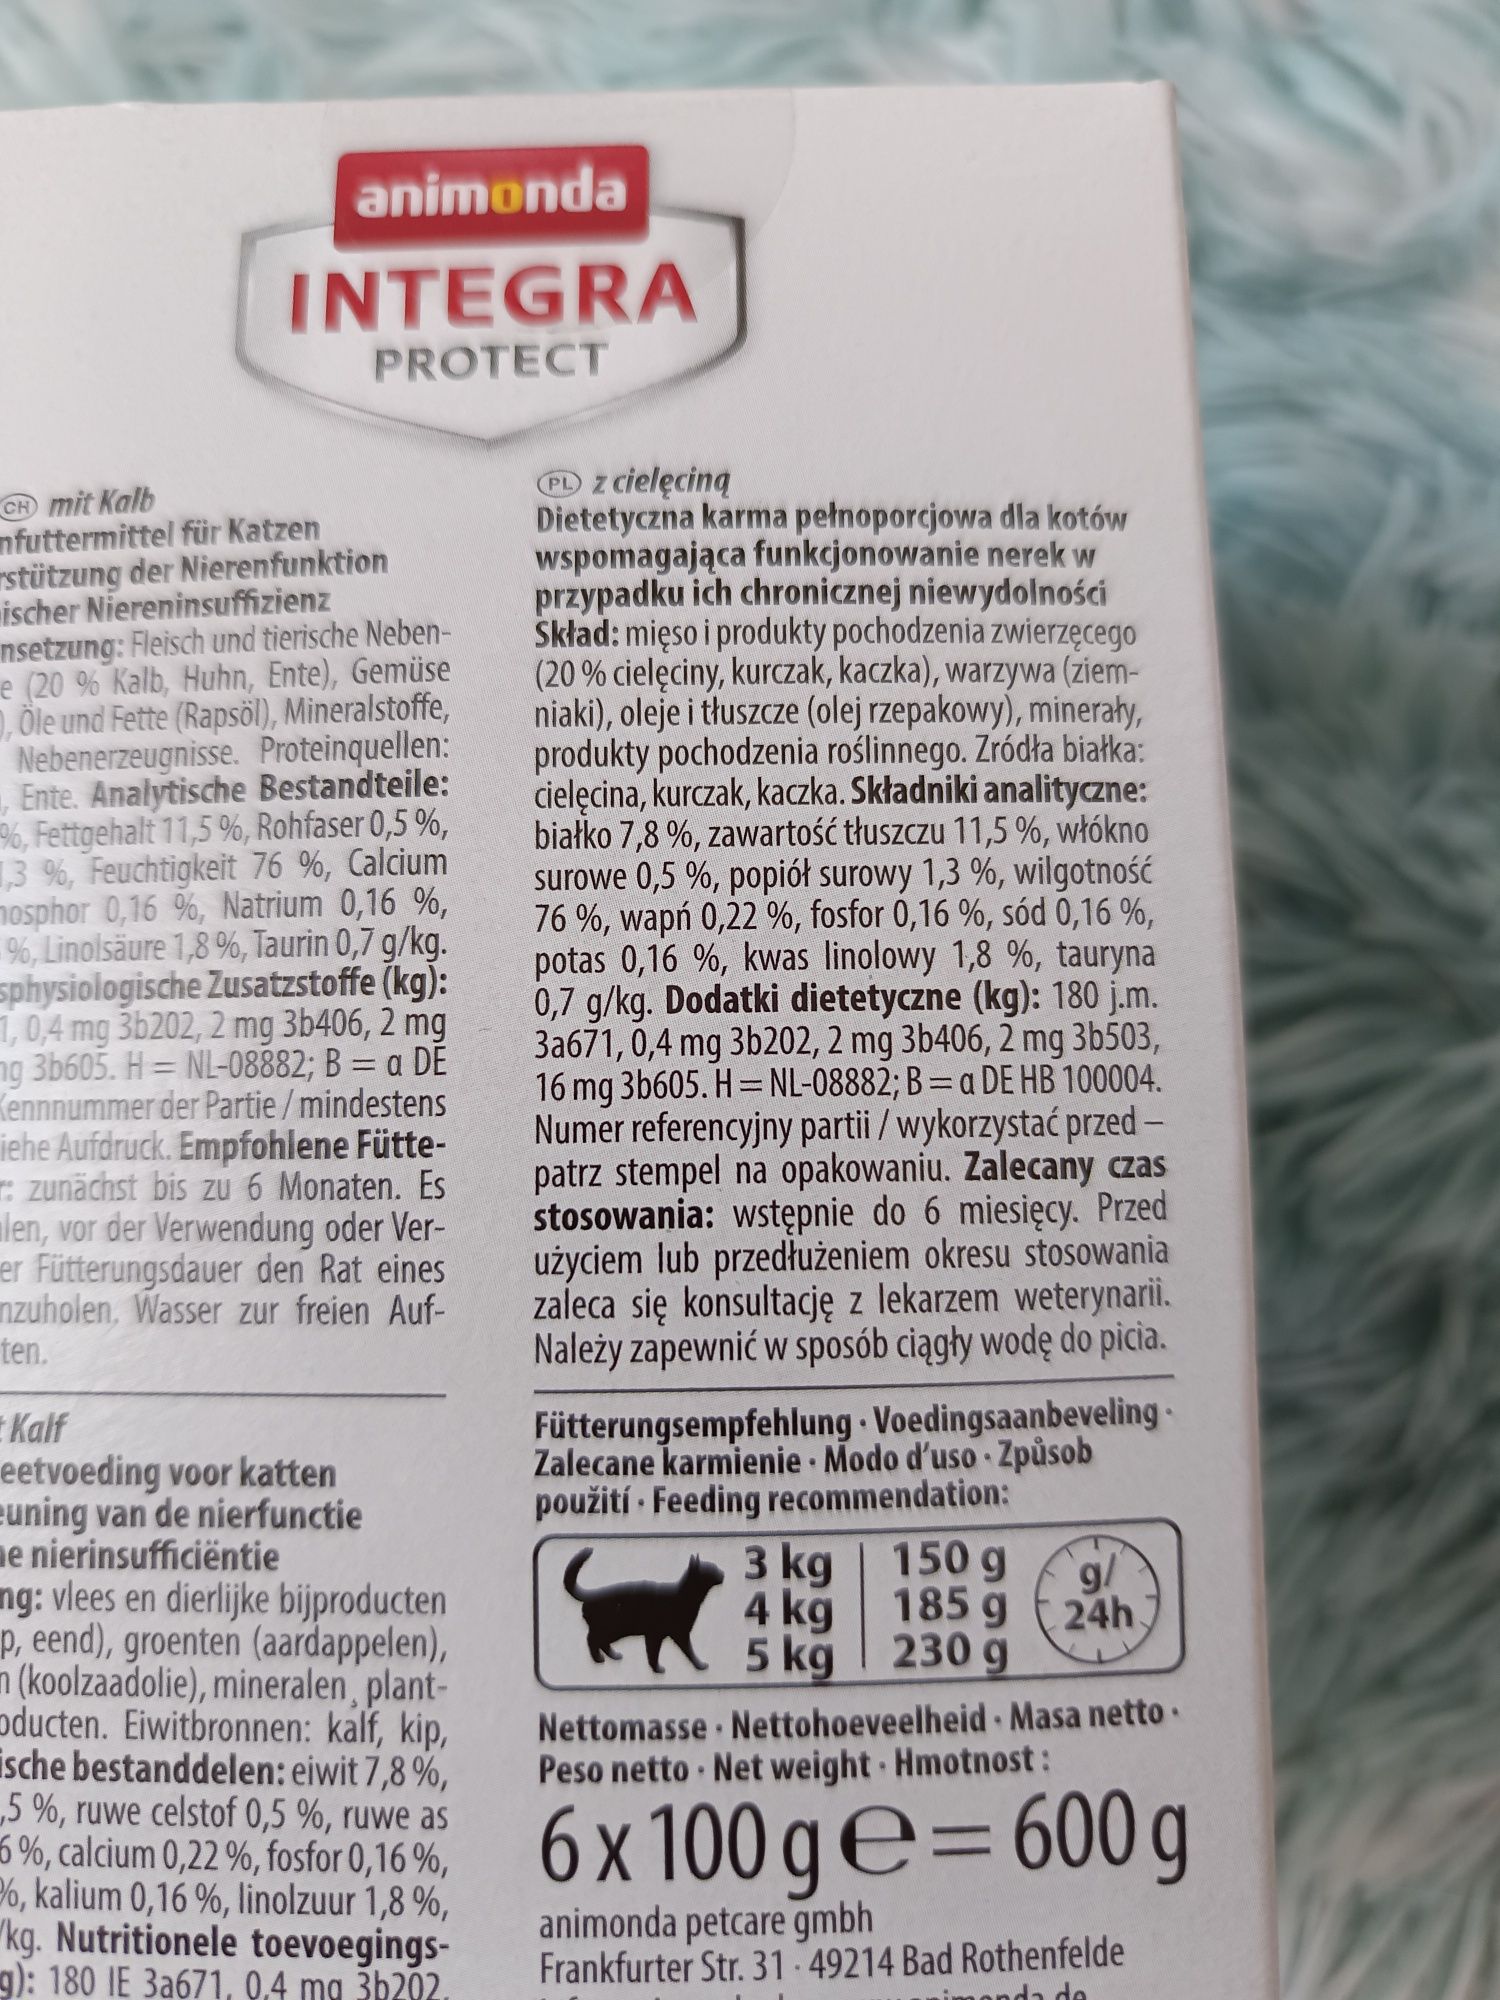 animonda
INTEGRA
PROTECT
CH mit Kalb
nfuttermittel für Katzen
rstützung der Nierenfunktion
ischer Niereninsuffizienz
nsetzung: Fleisch und tierische Neben-
e (20 % Kalb, Huhn, Ente), Gemüse
), Öle und Fette (Rapsöl), Mineralstoffe,
Nebenerzeugnisse. Proteinquellen:
, Ente. Analytische Bestandteile:
%, Fettgehalt 11,5 %, Rohfaser 0,5 %,
1,3 %, Feuchtigkeit 76 %, Calcium
hosphor 0,16 %, Natrium 0,16 %,
%, Linolsäure 1,8 %, Taurin 0,7 g/kg.
sphysiologische Zusatzstoffe (kg):
1, 0,4 mg 3b202, 2 mg 3b406, 2 mg
mg 3b605. H = NL-08882; B = α DE
Kennnummer der Partie / mindestens
iehe Aufdruck. Empfohlene Fütte-
r: zunächst bis zu 6 Monaten. Es
len, vor der Verwendung oder Ver-
er Fütterungsdauer den Rat eines
nzuholen. Wasser zur freien Auf-
ten.
t Kalf
eetvoeding voor katten
euning van de nierfunctie
he nierinsufficiëntie
ng: vlees en dierlijke bijproducten
p, eend), groenten (aardappelen),
n (koolzaadolie), mineralen, plant-
oducten. Eiwitbronnen: kalf, kip,
ische bestanddelen: eiwit 7,8 %,
,5 %, ruwe celstof 0,5 %, ruwe as
6 %, calcium 0,22 %, fosfor 0,16 %,
%, kalium 0,16 %, linolzuur 1,8 %,
/kg. Nutritionele toevoegings-
g): 180 IE 3a671, 0,4 mg 3b202,
PL z cielęciną
Dietetyczna karma pełnoporcjowa dla kotów
wspomagająca funkcjonowanie nerek w
przypadku ich chronicznej niewydolności
Skład: mięso i produkty pochodzenia zwierzęcego
(20 % cielęciny, kurczak, kaczka), warzywa (ziem-
niaki), oleje i tłuszcze (olej rzepakowy), minerały,
produkty pochodzenia roślinnego. Zródła białka:
cielęcina, kurczak, kaczka. Składniki analityczne:
białko 7,8 %, zawartość tłuszczu 11,5 %, włókno
surowe 0,5 %, popiół surowy 1,3 %, wilgotność
76 %, wapń 0,22 %, fosfor 0,16 %, sód 0,16 %,
potas 0,16 %, kwas linolowy 1,8 %, tauryna
0,7 g/kg. Dodatki dietetyczne (kg): 180 j.m.
3a671, 0,4 mg 3b202, 2 mg 3b406, 2 mg 3b503,
16 mg 3b605. H = NL-08882; B = α DE HB 100004.
Numer referencyjny partii / wykorzystać przed –
patrz stempel na opakowaniu. Zalecany czas
stosowania: wstępnie do 6 miesięcy. Przed
użyciem lub przedłużeniem okresu stosowania
zaleca się konsultację z lekarzem weterynarii.
Należy zapewnić w sposób ciągły wodę do picia.
Fütterungsempfehlung · Voedingsaanbeveling ·
Zalecane karmienie · Modo d'uso · Způsob
použití · Feeding recommendation:
3 kg 150 g
4 kg 185 g
5 kg 230 g
g/
24h
Nettomasse · Nettohoeveelheid · Masa netto ·
Peso netto · Net weight · Hmotnost :
6 x 100 g ℮ = 600 g
animonda petcare gmbh
Frankfurter Str. 31 · 49214 Bad Rothenfelde